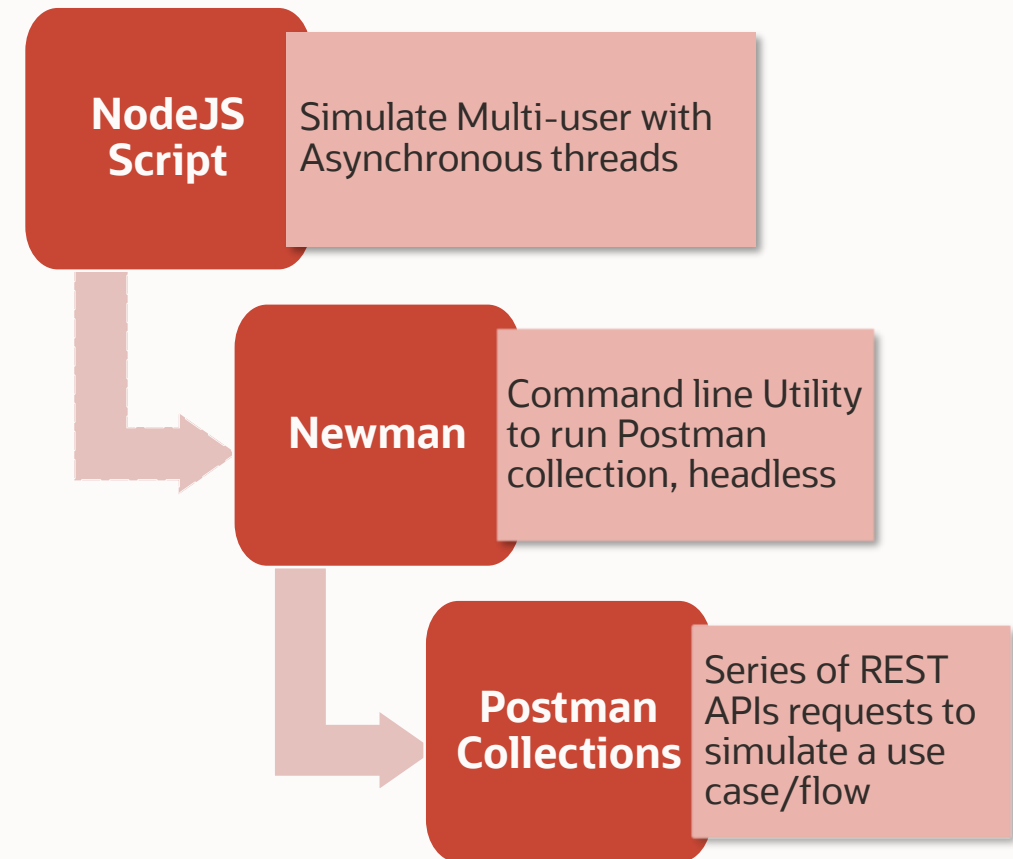 NodeJS
Script
Simulate Multi-user with
Asynchronous threads
Newman
Command line Utility
to run Postman
collection, headless
Postman
Collections
Series of REST
APIs requests to
simulate a use
case/flow